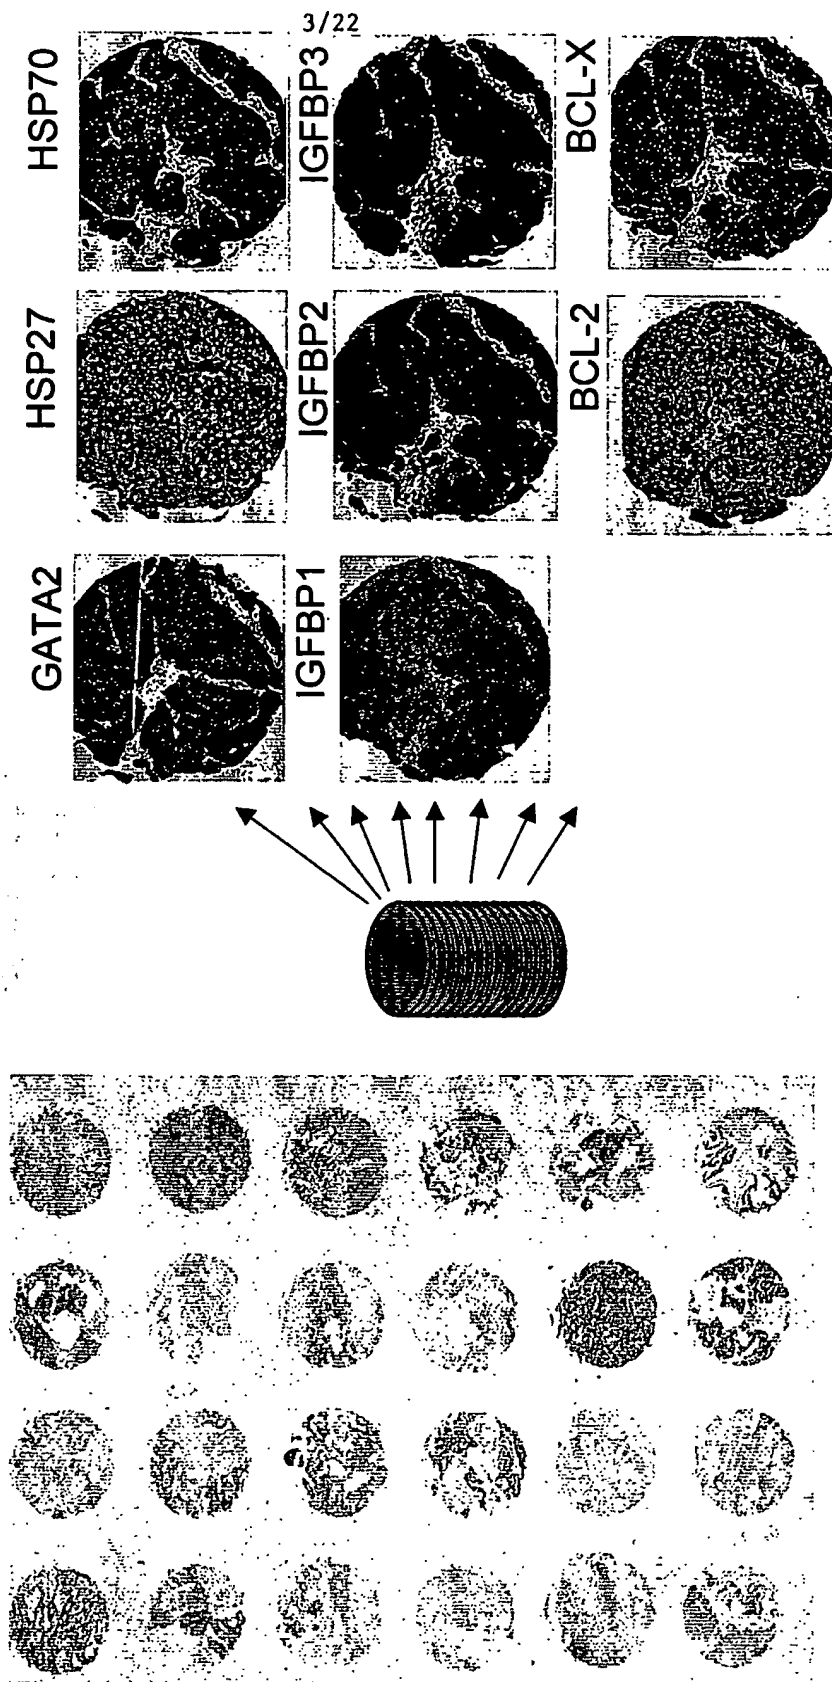 3/22
GATA2
HSP27
HSP70
IGFBP1
IGFBP2
IGFBP3
BCL-2
BCL-X